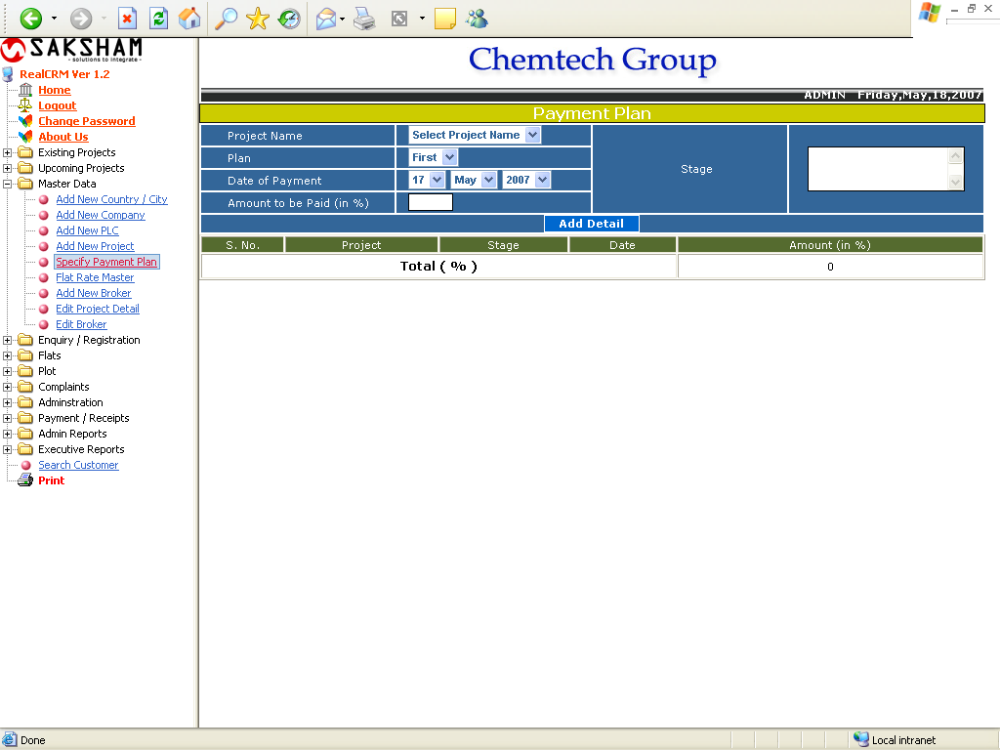 SAKSHAM
- solutions to integrate -
Chemtech Group
RealCRM Ver 1.2
Home
Logout
Change Password
About Us
Existing Projects
Upcoming Projects
Master Data
Add New Country / City
Add New Company
Add New PLC
Add New Project
Specify Payment Plan
Flat Rate Master
Add New Broker
Edit Project Detail
Edit Broker
Enquiry / Registration
Flats
Plot
Complaints
Adminstration
Payment / Receipts
Admin Reports
Executive Reports
Search Customer
Print
ADMIN Friday,May,18,2007
Payment Plan
Project Name Select Project Name
Plan First
Stage
Date of Payment 17 May 2007
Amount to be Paid (in %)
Add Detail
S. No. Project Stage Date Amount (in %)
Total ( % ) 0
Done Local intranet